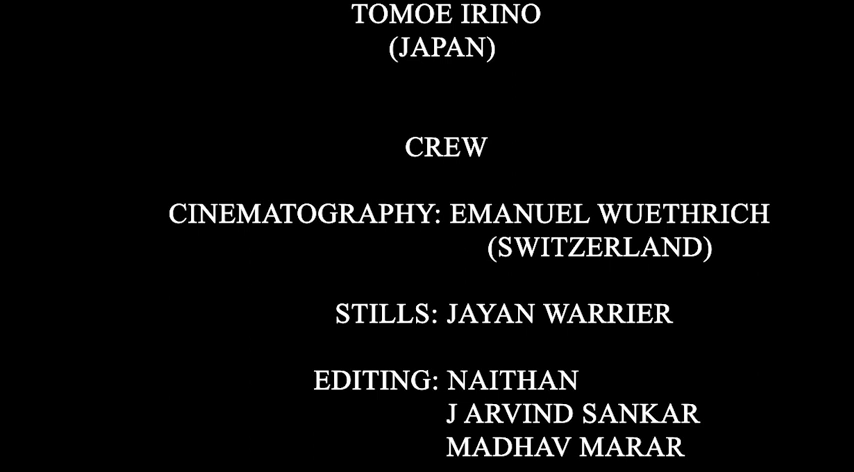 TOMOE IRINO
(JAPAN)
CREW
CINEMATOGRAPHY: EMANUEL WUETHRICH
(SWITZERLAND)
STILLS: JAYAN WARRIER
EDITING: NAITHAN
J ARVIND SANKAR
MADHAV MARAR